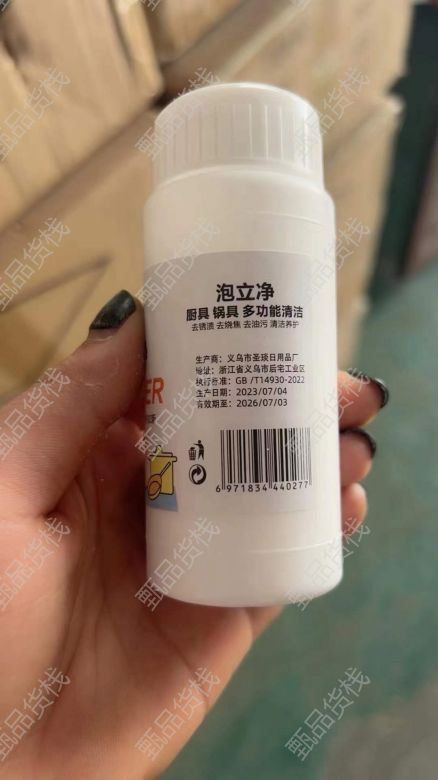 泡立净
厨具 锅具 多功能清洁
去锈渍 去烧焦 去油污 清洁养护
生产商：义乌市圣琰日用品厂
地址：浙江省义乌市后宅工业区
执行标准：GB /T14930-2022
生产日期：2023/07/04
有效期至：2026/07/03
ER
6 971834 440277
甄品货栈